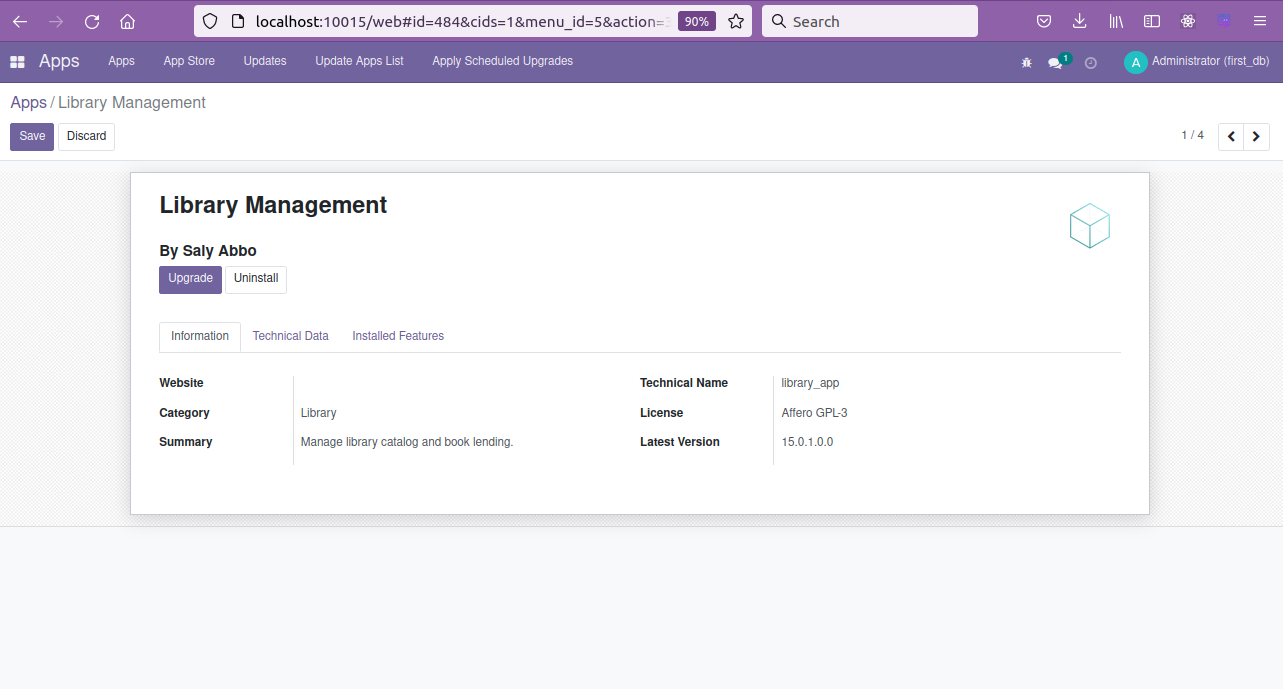 localhost:10015/web#id=484&cids=1&menu_id=5&action=
90%
Search
Apps
Apps
App Store
Updates
Update Apps List
Apply Scheduled Upgrades
1
A
Administrator (first_db)
Apps / Library Management
Save
Discard
1 / 4
Library Management
By Saly Abbo
Upgrade
Uninstall
Information
Technical Data
Installed Features
Website
Category Library
Summary Manage library catalog and book lending.
Technical Name library_app
License Affero GPL-3
Latest Version 15.0.1.0.0